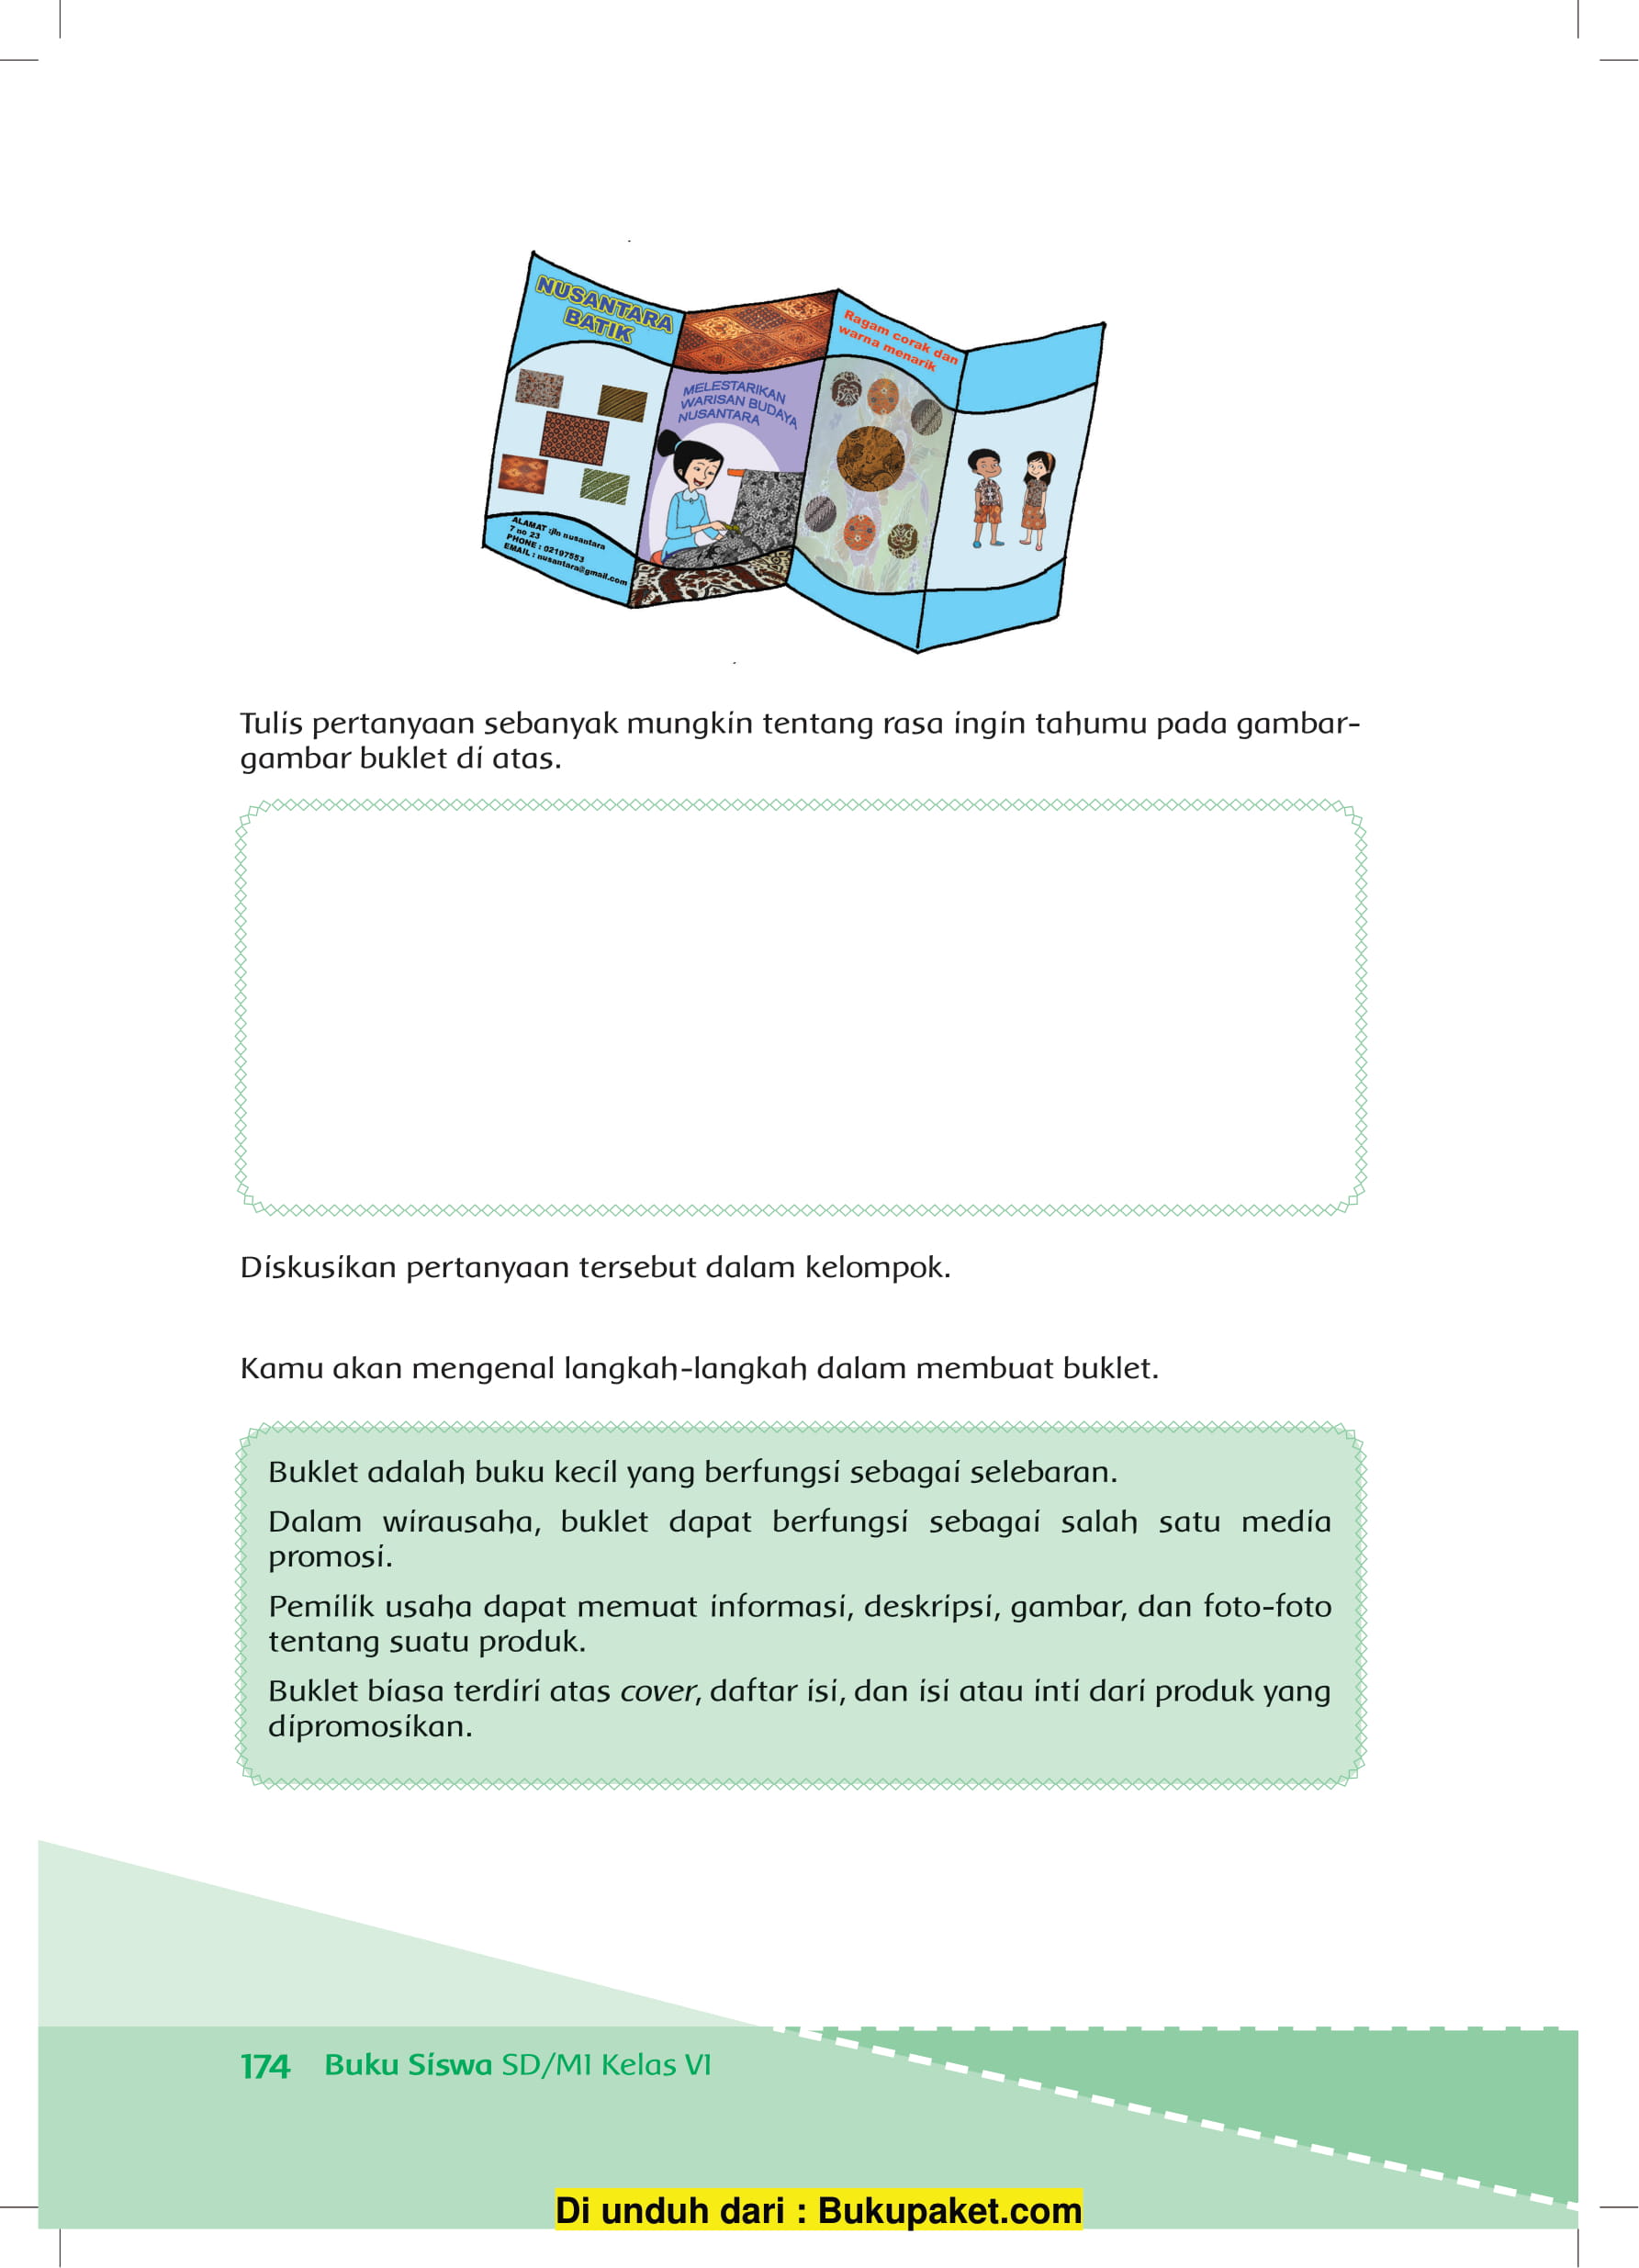 NUSANTARA
BATIK
ALAMAT :jln nusantara
7 no 23
PHONE : 02197553
EMAIL : nusantara@gmail.com
MELESTARIKAN
WARISAN BUDAYA
NUSANTARA
Ragam corak dan
warna menarik
Tulis pertanyaan sebanyak mungkin tentang rasa ingin tahumu pada gambar-
gambar buklet di atas.
Diskusikan pertanyaan tersebut dalam kelompok.
Kamu akan mengenal langkah-langkah dalam membuat buklet.
Buklet adalah buku kecil yang berfungsi sebagai selebaran.
Dalam wirausaha, buklet dapat berfungsi sebagai salah satu media
promosi.
Pemilik usaha dapat memuat informasi, deskripsi, gambar, dan foto-foto
tentang suatu produk.
Buklet biasa terdiri atas cover, daftar isi, dan isi atau inti dari produk yang
dipromosikan.
174 Buku Siswa SD/MI Kelas VI
Di unduh dari : Bukupaket.com